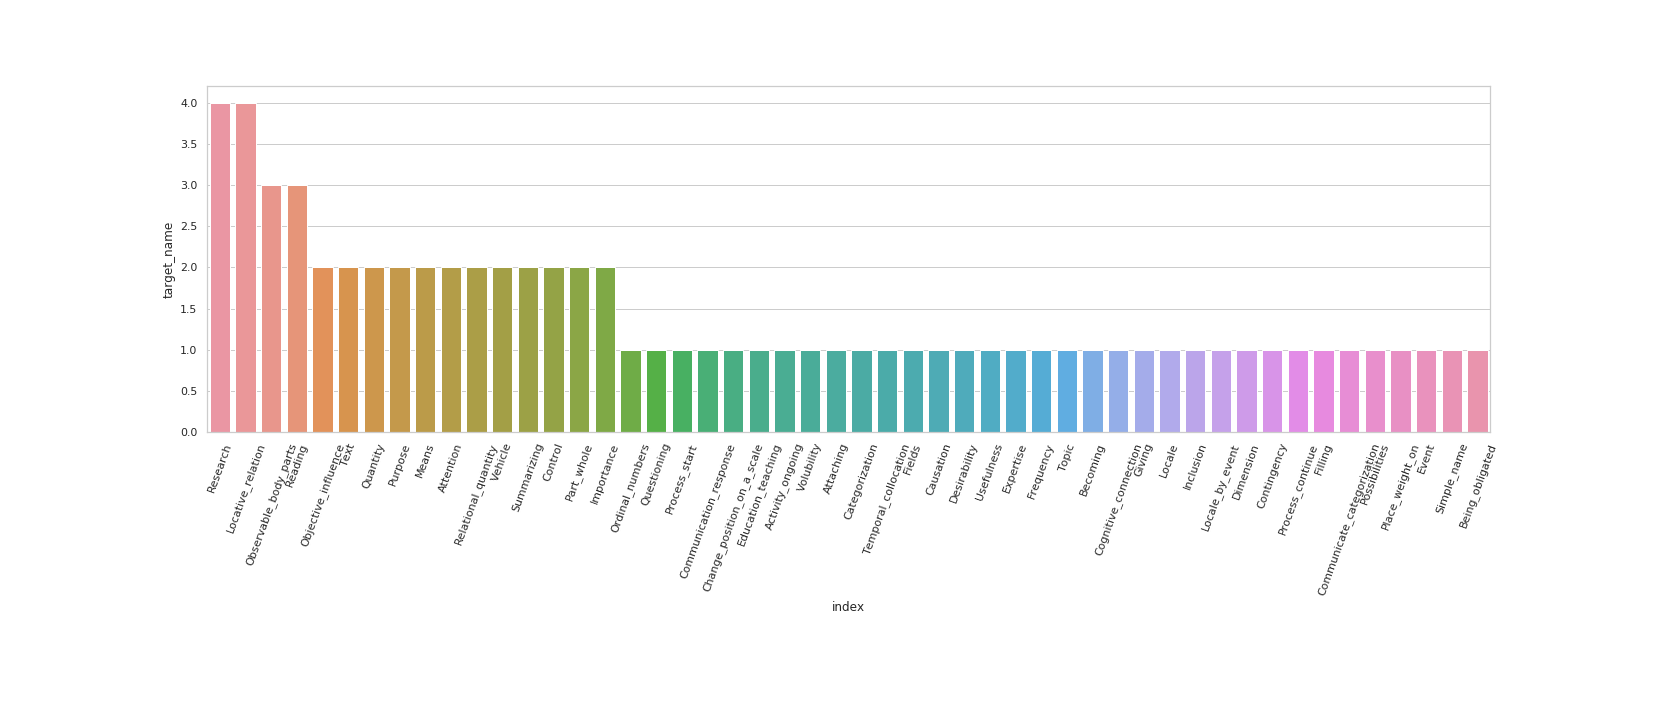 4.0
3.5
3.0
2.5
2.0
1.5
1.0
0.5
0.0
target_name
Research
Locative_relation
Observable_body_parts
Reading
Objective_influence
Text
Quantity
Purpose
Means
Attention
Relational_quantity
Vehicle
Summarizing
Control
Part_whole
Importance
Ordinal_numbers
Questioning
Process_start
Communication_response
Change_position_on_a_scale
Education_teaching
Activity_ongoing
Volubility
Attaching
Categorization
Temporal_collocation
Fields
Causation
Desirability
Usefulness
Expertise
Frequency
Topic
Becoming
Cognitive_connection
Giving
Locale
Inclusion
Locale_by_event
Dimension
Contingency
Process_continue
Filling
Communicate_categorization
Possibilities
Place_weight_on
Event
Simple_name
Being_obligated
index